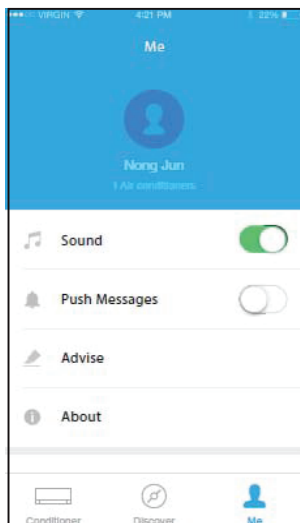 VIRGIN 4:21 PM 22%
Me
Nong Jun
1 Air conditioners
Sound
Push Messages
Advise
About
Conditioner Discover Me